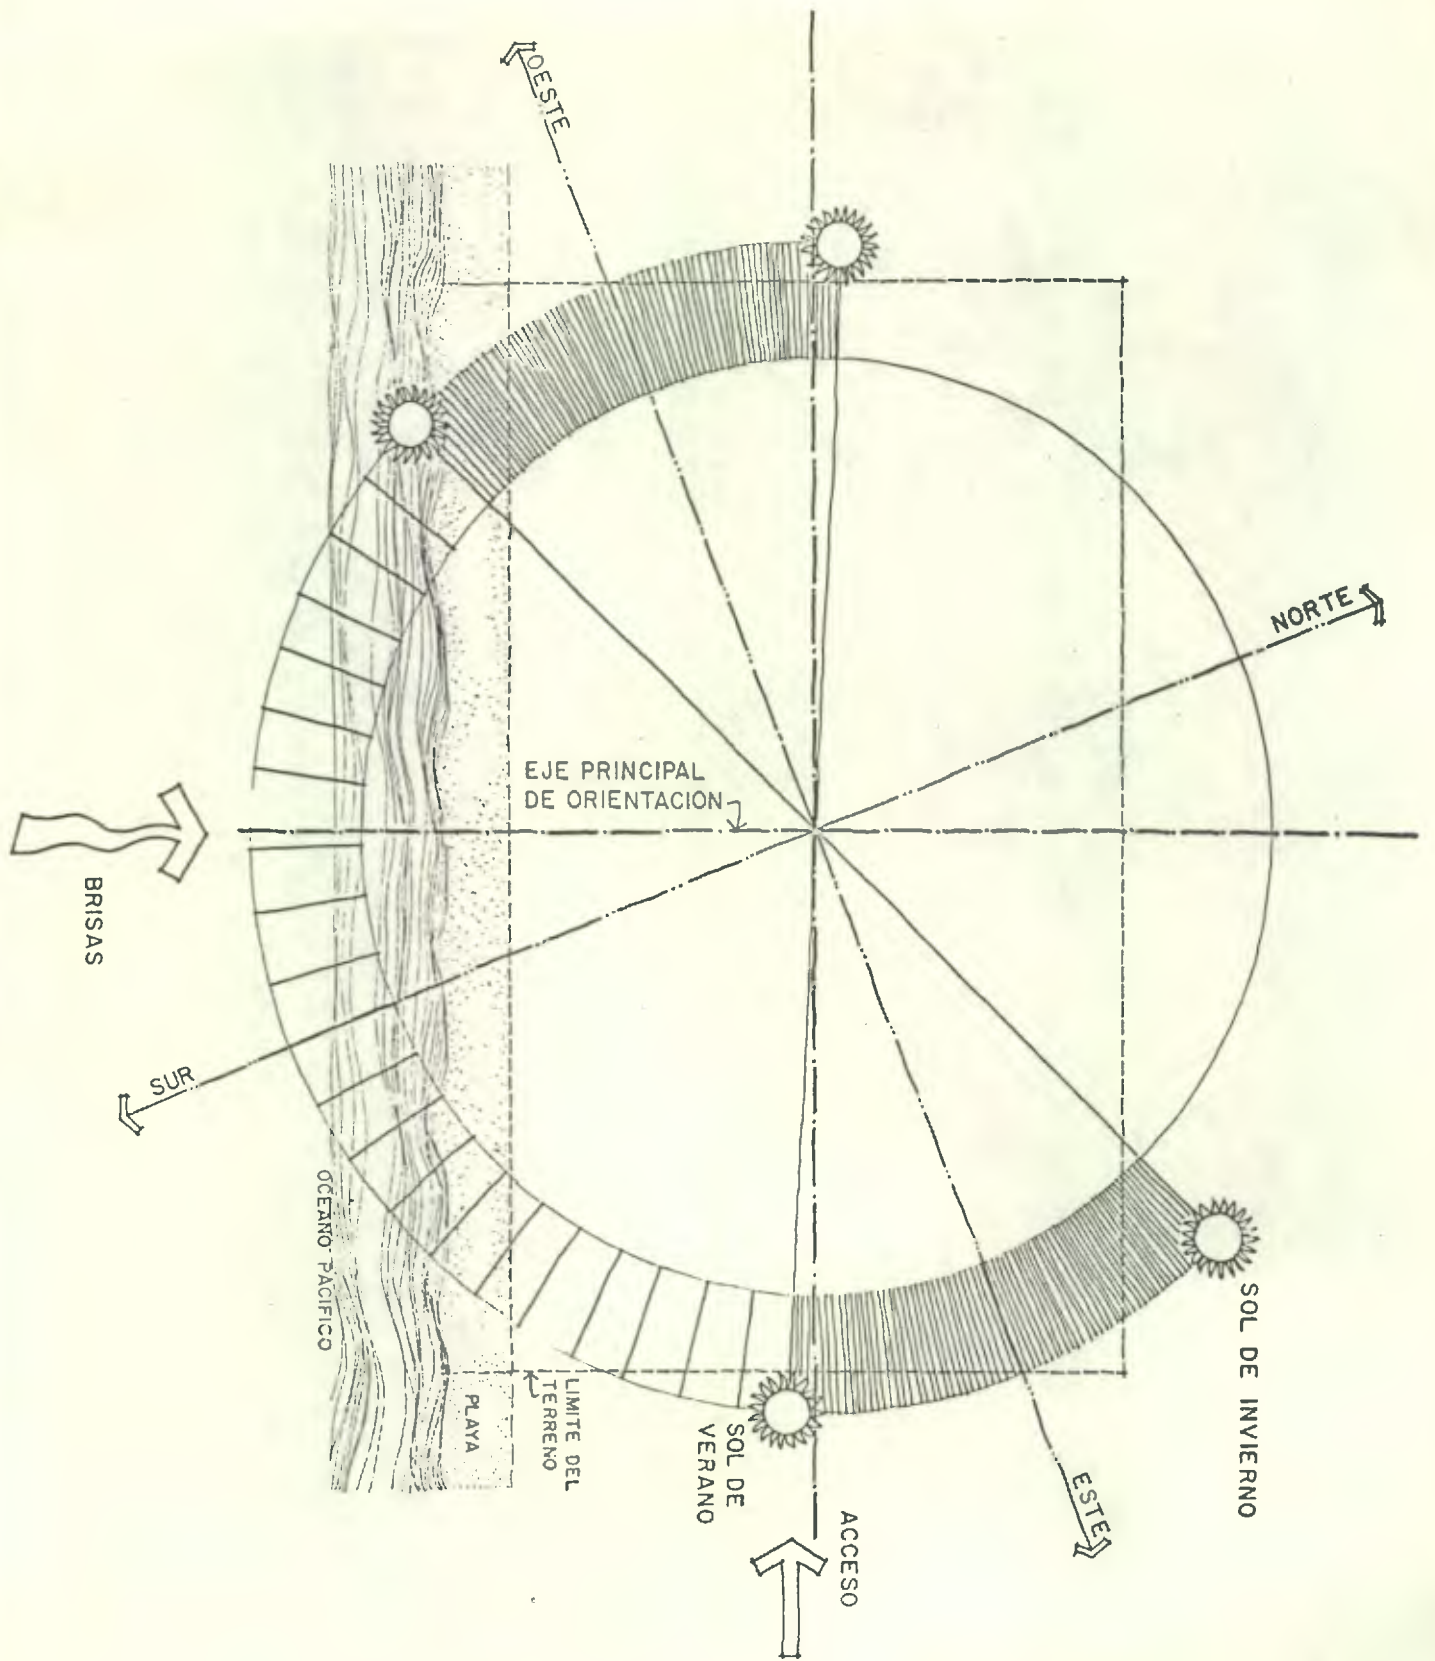 OESTE
NORTE
EJE PRINCIPAL
DE ORIENTACION
BRISAS
SUR
OCEANO PACIFICO
PLAYA
LIMITE DEL
TERRENO
SOL DE
VERANO
ACCESO
ESTE
SOL DE INVIERNO